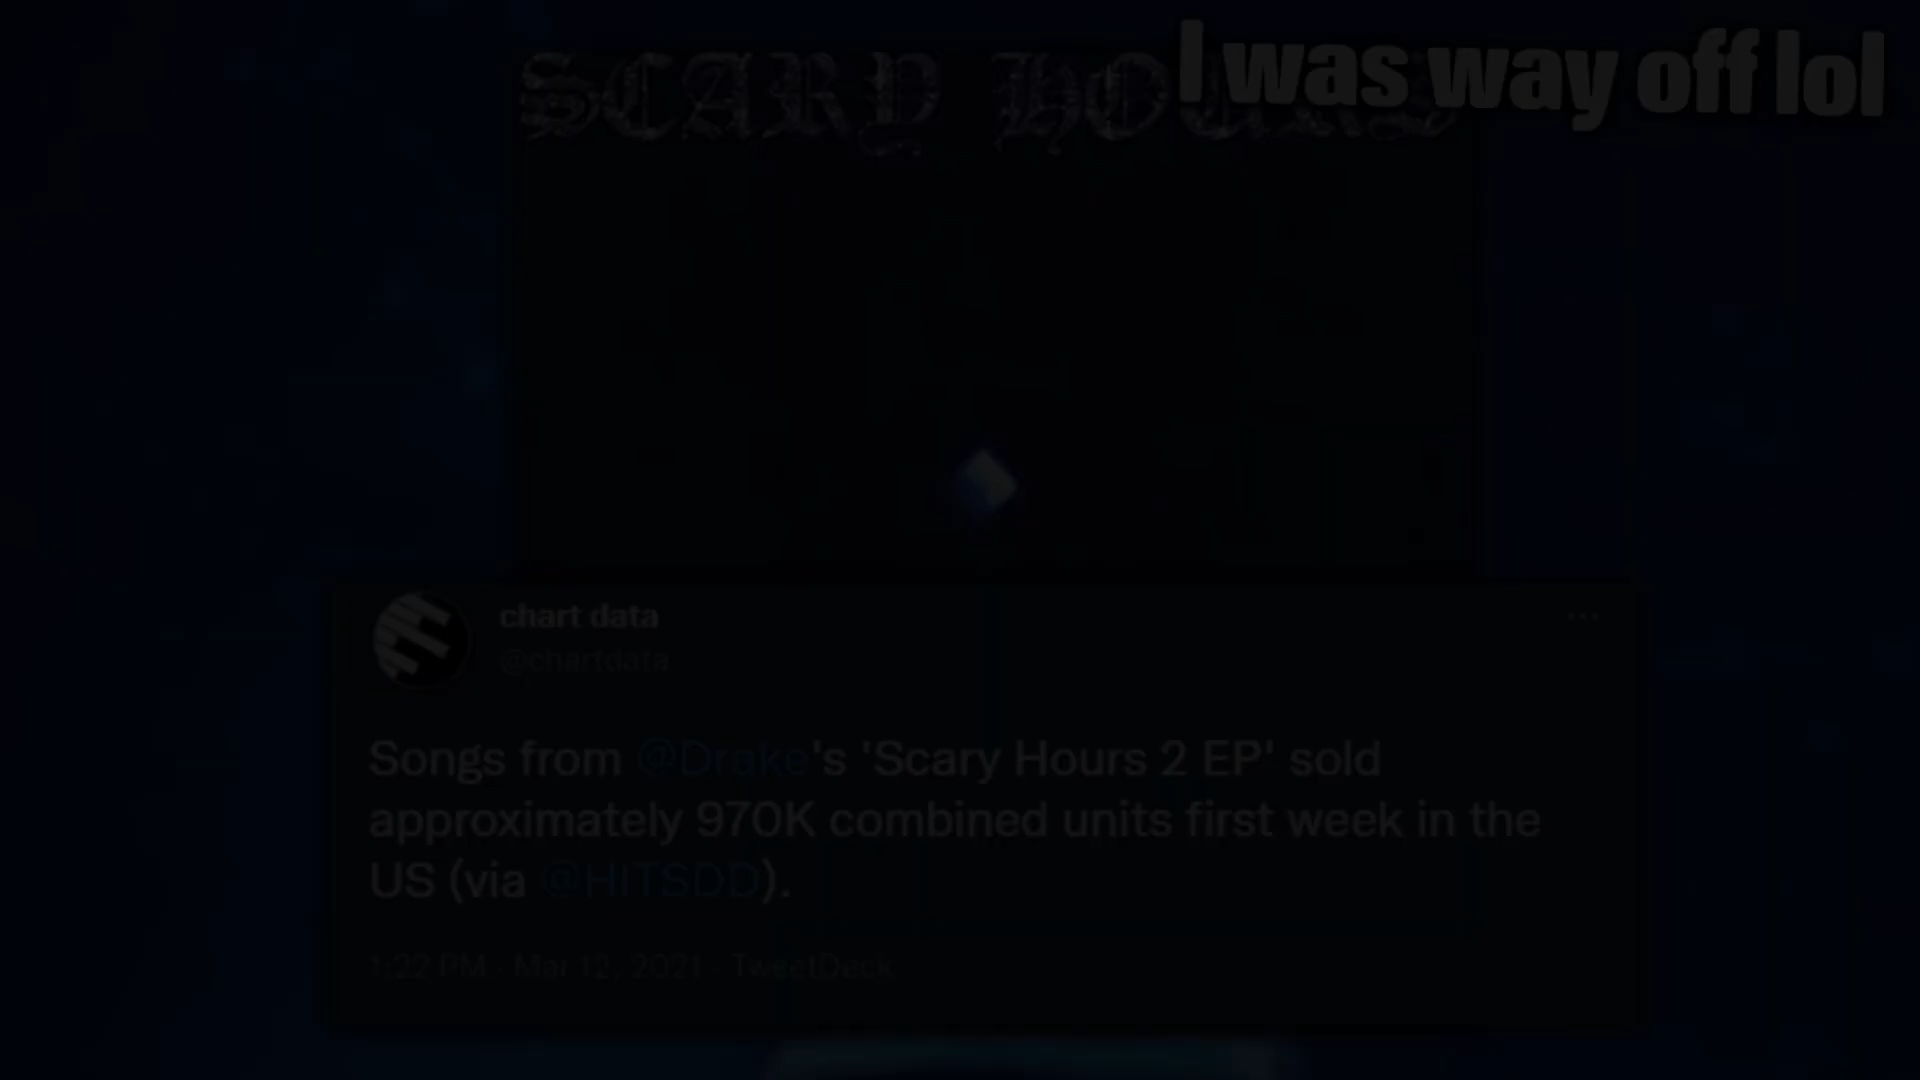 SCARY HOURS
I was way off lol
chart data
@chartdata
Songs from @Drake's 'Scary Hours 2 EP' sold
approximately 970K combined units first week in the
US (via @HITSDD).
1:22 PM · Mar 12, 2021 · TweetDeck